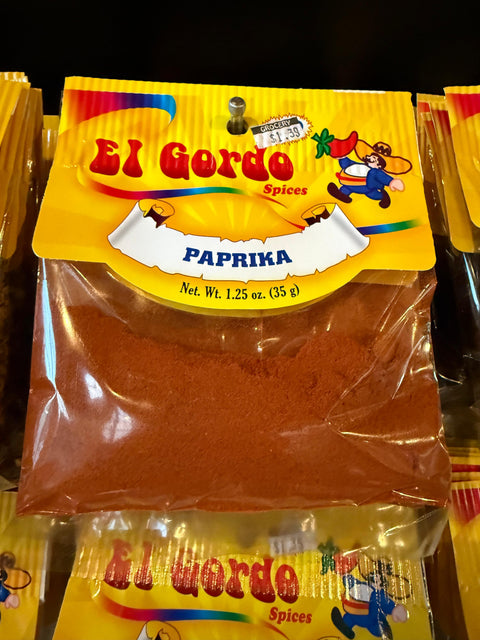 GROCERY
$1.39
El Gordo
Spices
PAPRIKA
Net. Wt. 1.25 oz. (35 g)
El Gordo
Spices